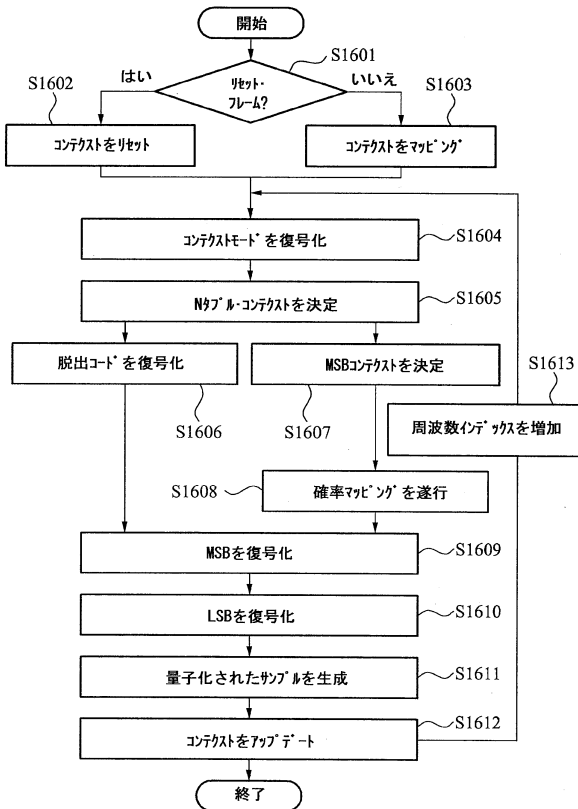 開始
S1601
S1602
はい
リセット・
フレーム?
いいえ
S1603
コンテクストをリセット
コンテクストをマッピング
コンテクストモードを復号化
S1604
Nタプル・コンテクストを決定
S1605
脱出コードを復号化
MSBコンテクストを決定
S1613
S1606
S1607
周波数インデックスを増加
S1608
確率マッピングを遂行
MSBを復号化
S1609
LSBを復号化
S1610
量子化されたサンプルを生成
S1611
コンテクストをアップデート
S1612
終了